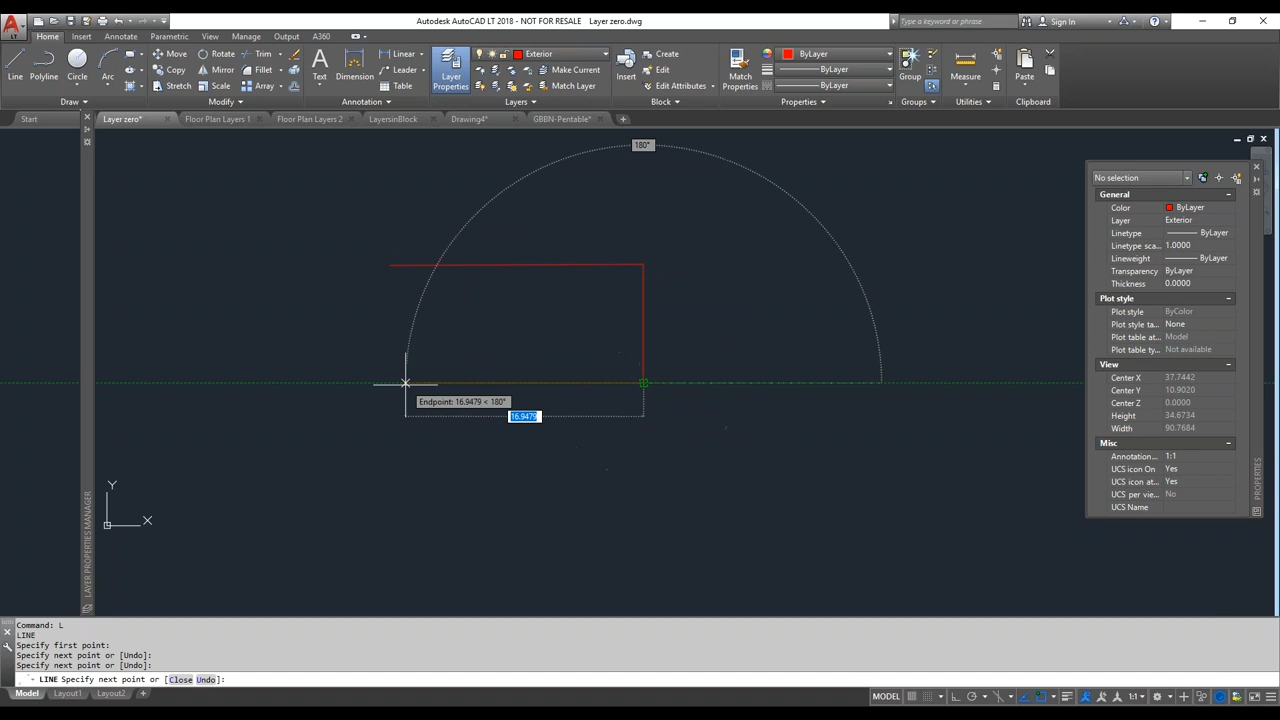 Autodesk AutoCAD LT 2018 - NOT FOR RESALE Layer zero.dwg
Type a keyword or phrase
Sign In
Home Insert Annotate Parametric View Manage Output A360
Line Polyline Circle Arc
Move Rotate Trim
Copy Mirror Fillet
Stretch Scale Array
Text Dimension
Linear
Leader
Table
Layer Properties
Exterior
Make Current
Match Layer
Insert
Create
Edit
Edit Attributes
Match Properties
ByLayer
ByLayer
ByLayer
Group
Measure
Paste
Draw Modify Annotation Layers Block Properties Groups Utilities Clipboard
Start Layer zero* Floor Plan Layers 1 Floor Plan Layers 2 LayersinBlock Drawing4* GBBN-Pentable*
180°
Endpoint: 16.9479 < 180°
16.9479
Y
X
LAYER PROPERTIES MANAGER
No selection
General
Color ByLayer
Layer Exterior
Linetype ByLayer
Linetype sca... 1.0000
Lineweight ByLayer
Transparency ByLayer
Thickness 0.0000
Plot style
Plot style ByColor
Plot style ta... None
Plot table at... Model
Plot table ty... Not available
View
Center X 37.7442
Center Y 10.9020
Center Z 0.0000
Height 34.6734
Width 90.7684
Misc
Annotation... 1:1
UCS icon On Yes
UCS icon at... Yes
UCS per vie... No
UCS Name
PROPERTIES
Command: L
LINE
Specify first point:
Specify next point or [Undo]:
Specify next point or [Undo]:
LINE Specify next point or [Close Undo]:
Model Layout1 Layout2
MODEL
1:1